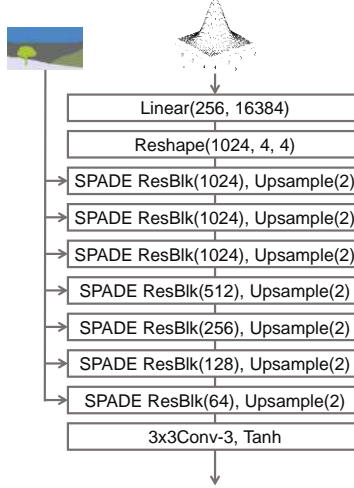 Linear(256, 16384)
Reshape(1024, 4, 4)
SPADE ResBlk(1024), Upsample(2)
SPADE ResBlk(1024), Upsample(2)
SPADE ResBlk(1024), Upsample(2)
SPADE ResBlk(512), Upsample(2)
SPADE ResBlk(256), Upsample(2)
SPADE ResBlk(128), Upsample(2)
SPADE ResBlk(64), Upsample(2)
3x3Conv-3, Tanh